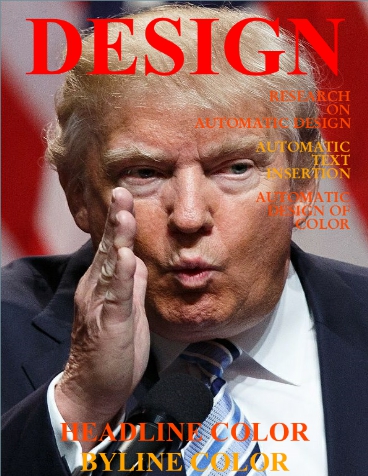 DESIGN
RESEARCH
ON
AUTOMATIC DESIGN
AUTOMATIC
TEXT
INSERTION
AUTOMATIC
DESIGN OF
COLOR
HEADLINE COLOR
BYLINE COLOR